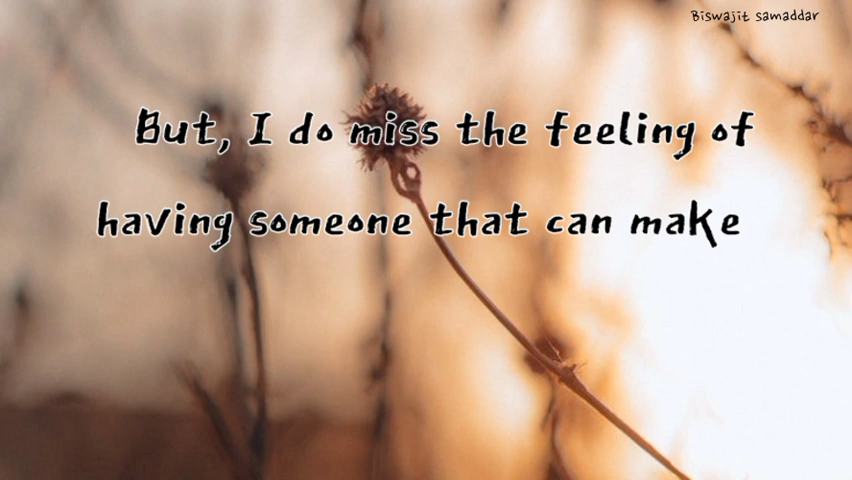 Biswajit samaddar
But, I do miss the feeling of
having someone that can make